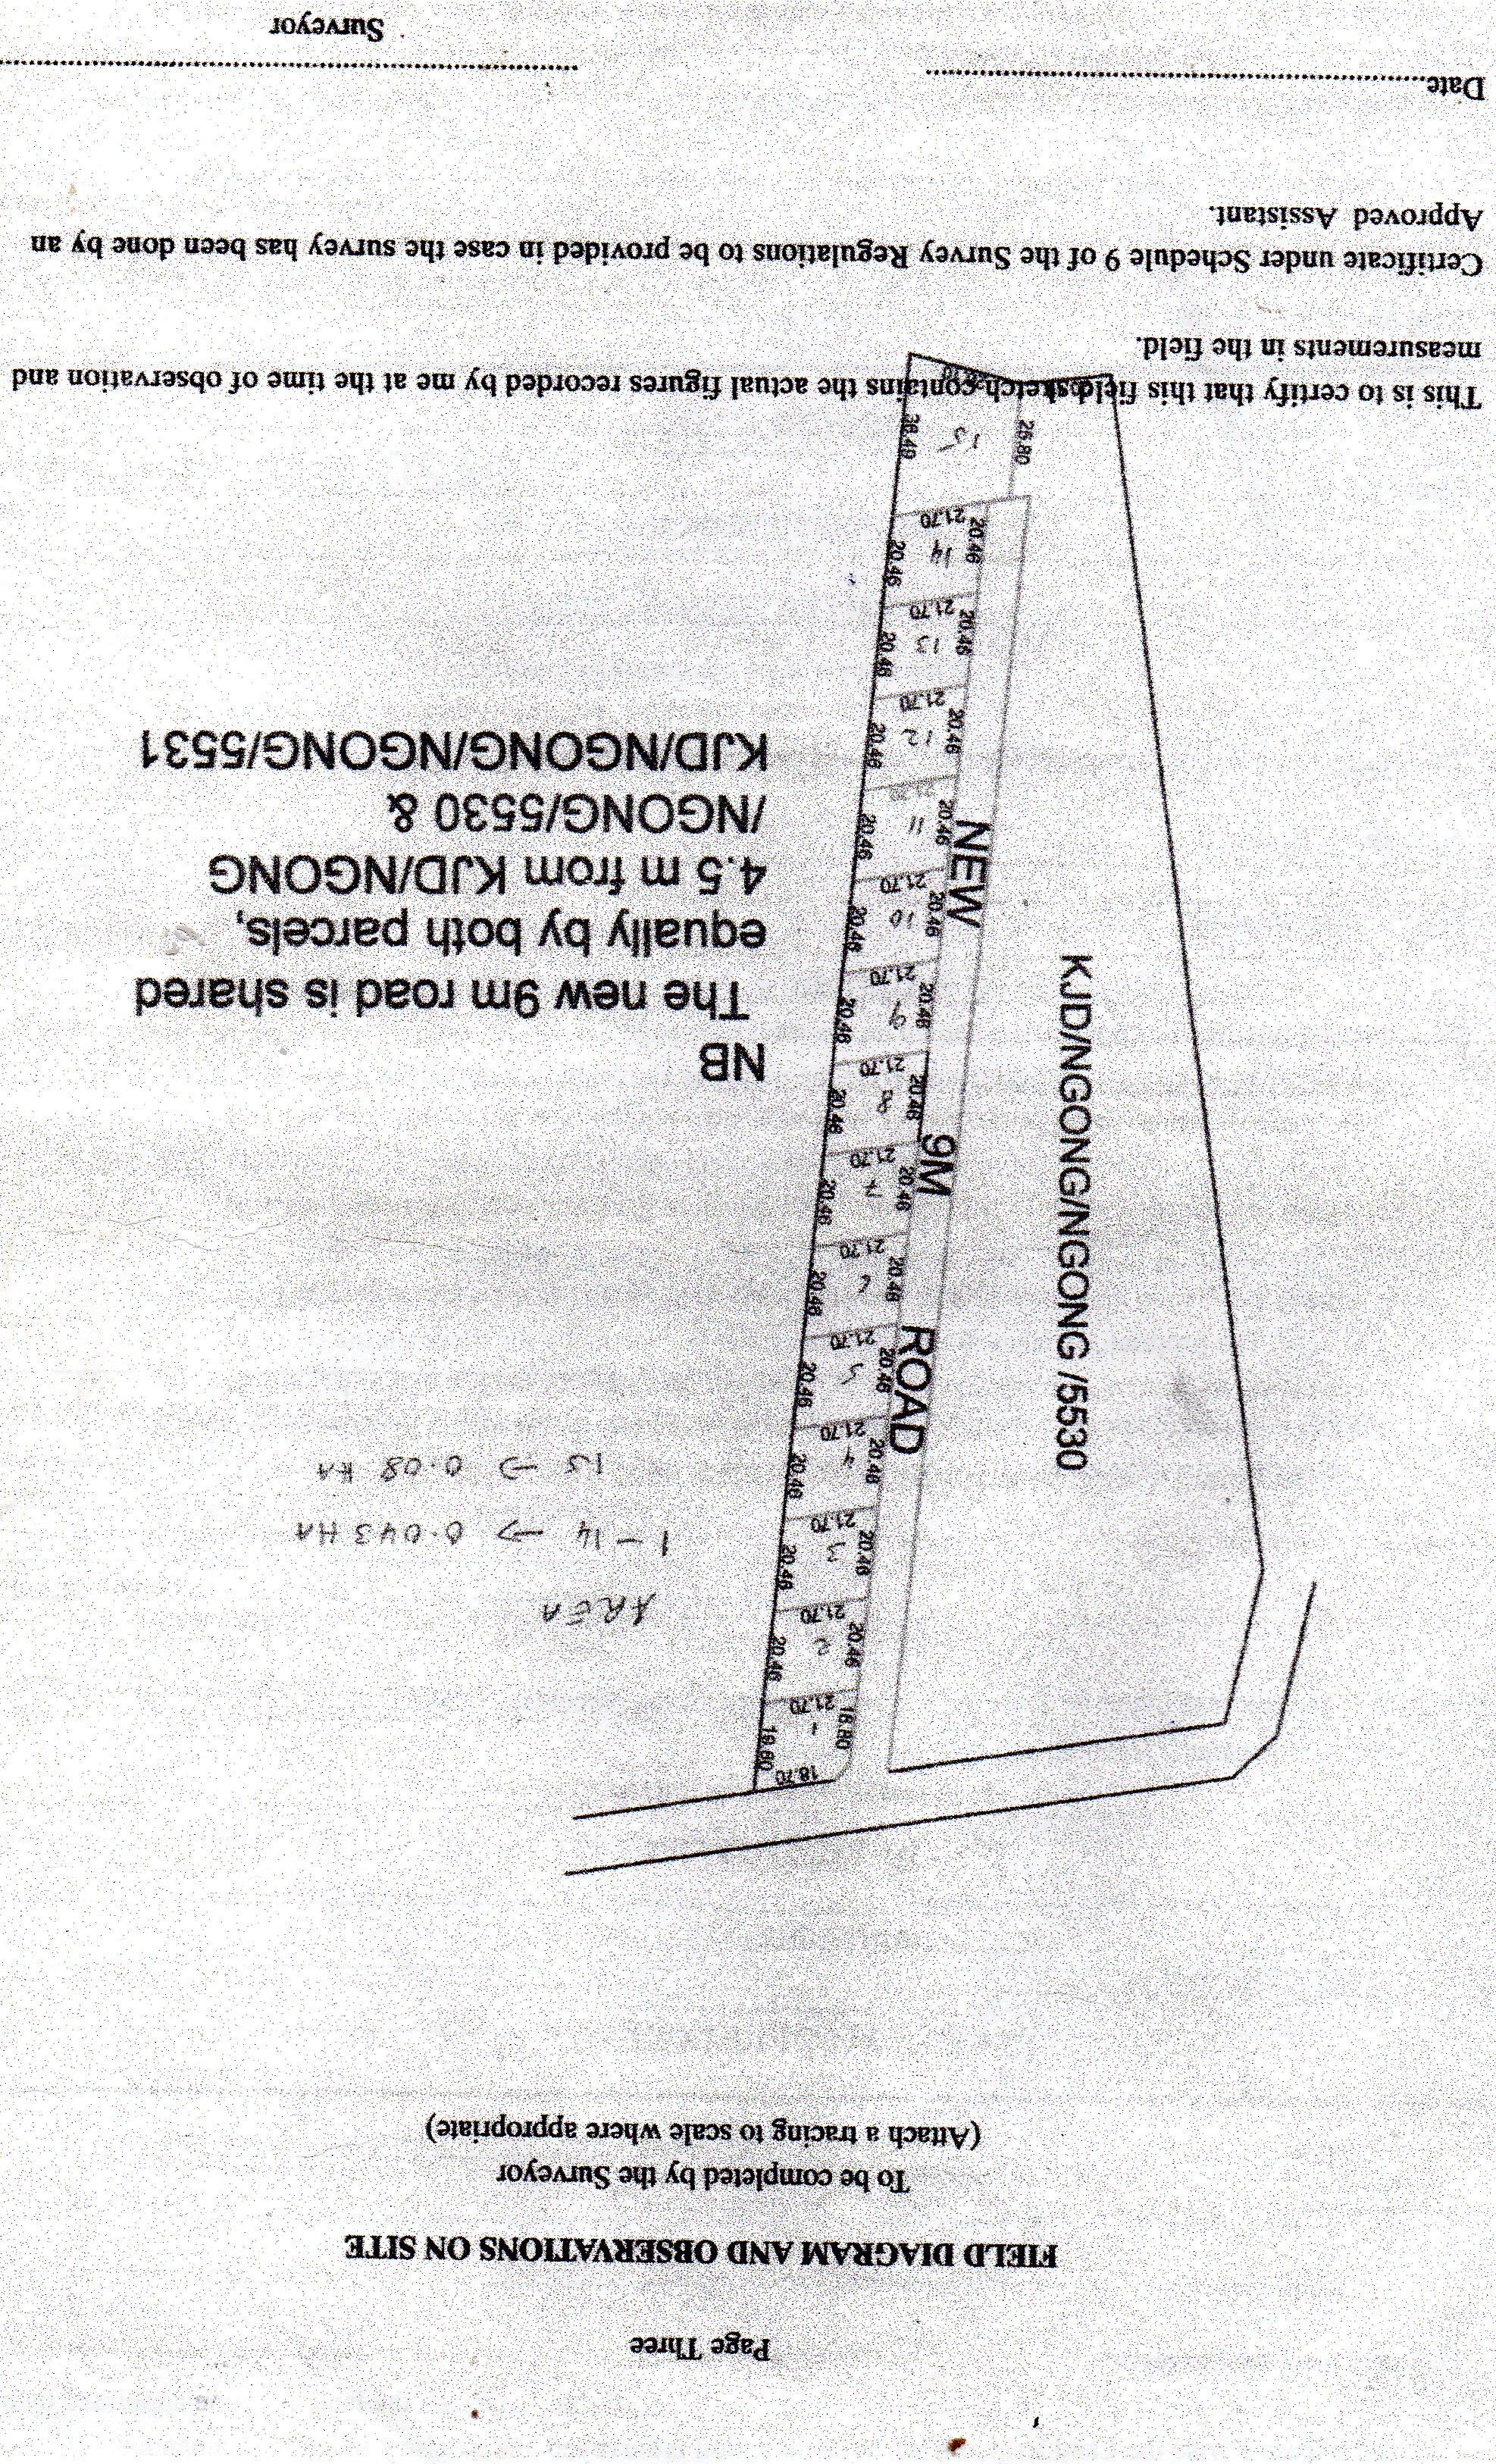 Page Three
FIELD DIAGRAM AND OBSERVATIONS ON SITE
To be completed by the Surveyor
(Attach a tracing to scale where appropriate)
18.70
16.80
1
19.60
21.70
20.46
2
20.46
21.70
20.46
3
20.46
21.70
20.46
4
20.46
21.70
20.46
5
20.46
21.70
20.46
6
20.46
21.70
20.46
7
20.46
21.70
20.46
8
20.46
21.70
20.46
9
20.46
21.70
20.46
10
20.46
21.70
20.46
11
20.46
21.70
20.46
12
20.46
21.70
20.46
13
20.46
21.70
20.46
14
20.46
21.70
25.80
15
36.49
KJD/NGONG/NGONG /5530
NEW 9M ROAD
AREA
1 - 14 → 0.043 HA
15 → 0.08 HA
NB
The new 9m road is shared
equally by both parcels,
4.5 m from KJD/NGONG
/NGONG/5530 &
KJD/NGONG/NGONG/5531
This is to certify that this field sketch contains the actual figures recorded by me at the time of observation and
measurements in the field.
Certificate under Schedule 9 of the Survey Regulations to be provided in case the survey has been done by an
Approved Assistant.
Date
Surveyor